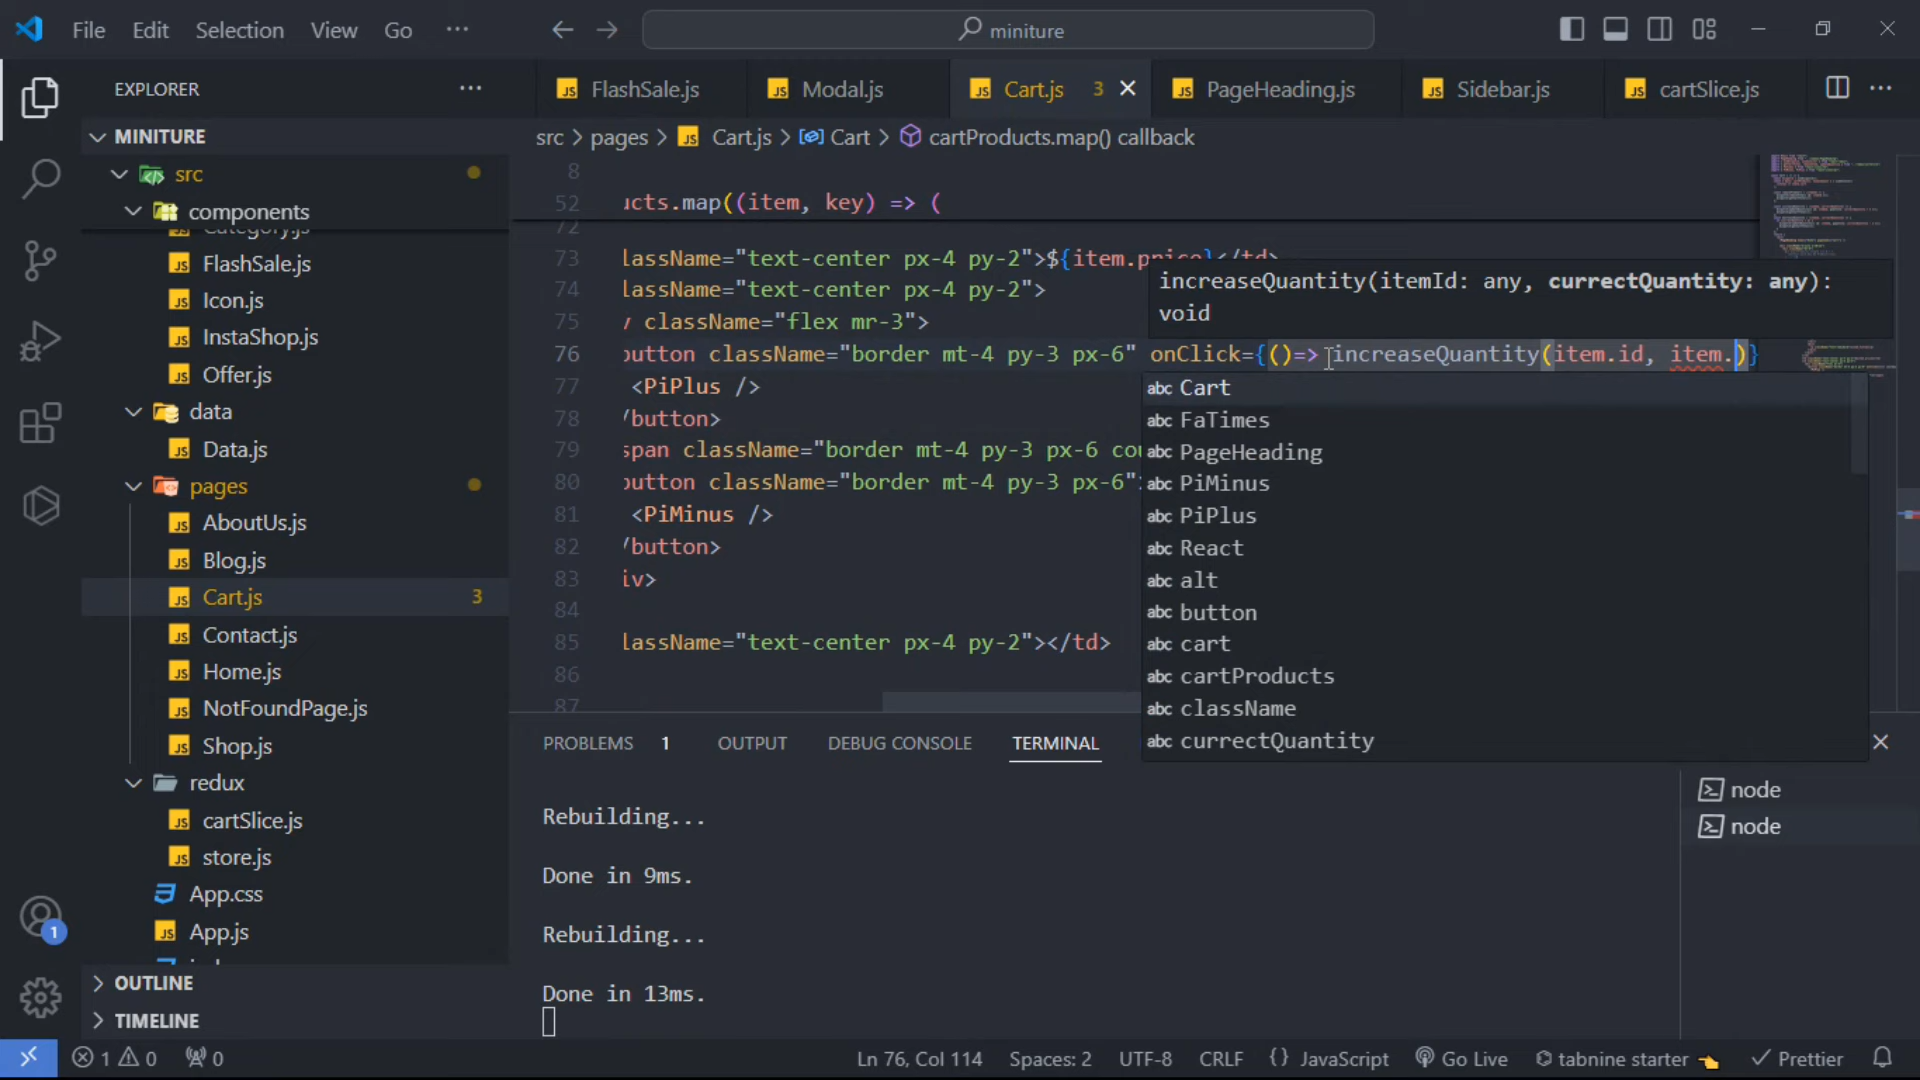 File Edit Selection View Go ···
miniture
EXPLORER
FlashSale.js
Modal.js
Cart.js 3
PageHeading.js
Sidebar.js
cartSlice.js
MINITURE
src > pages > Cart.js > Cart > cartProducts.map() callback
src
components
Category.js
FlashSale.js
Icon.js
InstaShop.js
Offer.js
data
Data.js
pages
AboutUs.js
Blog.js
Cart.js 3
Contact.js
Home.js
NotFoundPage.js
Shop.js
redux
cartSlice.js
store.js
App.css
App.js
OUTLINE
TIMELINE
8
52 ucts.map((item, key) => (
72
73 lassName="text-center px-4 py-2">${item.price}</td>
74 lassName="text-center px-4 py-2">
75 v className="flex mr-3">
76 button className="border mt-4 py-3 px-6" onClick={()=> increaseQuantity(item.id, item.)}
77 <PiPlus />
78 /button>
79 span className="border mt-4 py-3 px-6 cou
80 button className="border mt-4 py-3 px-6">
81 <PiMinus />
82 /button>
83 iv>
84
85 lassName="text-center px-4 py-2"></td>
86
87
increaseQuantity(itemId: any, currectQuantity: any):
void
abc Cart
abc FaTimes
abc PageHeading
abc PiMinus
abc PiPlus
abc React
abc alt
abc button
abc cart
abc cartProducts
abc className
abc currectQuantity
PROBLEMS 1 OUTPUT DEBUG CONSOLE TERMINAL
Rebuilding...
Done in 9ms.
Rebuilding...
Done in 13ms.
node
node
1
1 0 0 Ln 76, Col 114 Spaces: 2 UTF-8 CRLF {} JavaScript Go Live tabnine starter Prettier